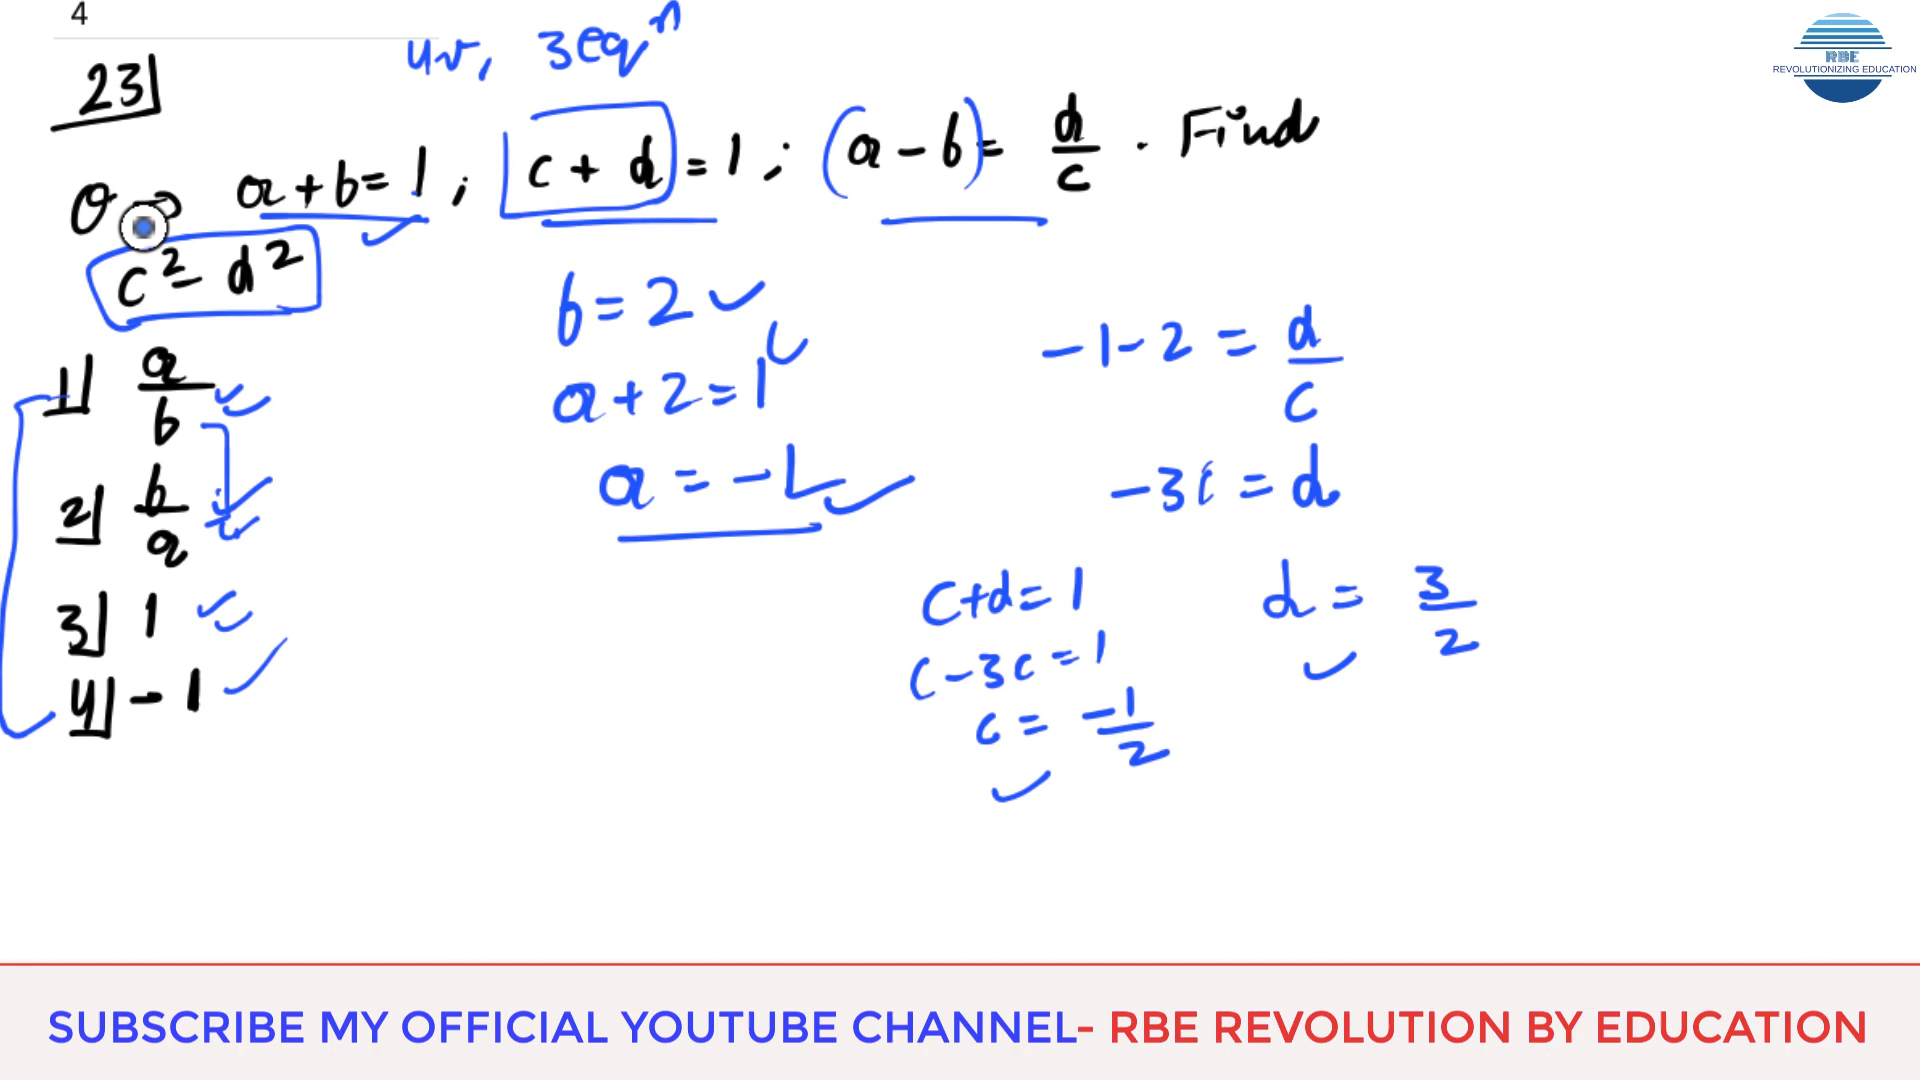 4
4v, 3eqⁿ
23
a+b=1; c+d=1; (a-b)= d/c. Find
c²-d²
1] a/b
2] b/a
3] 1
4] -1
b=2
a+2=1
a=-1
-1-2=d/c
-3c=d
c+d=1
c-3c=1
c=-1/2
d=3/2
RBE
REVOLUTIONIZING EDUCATION
SUBSCRIBE MY OFFICIAL YOUTUBE CHANNEL- RBE REVOLUTION BY EDUCATION